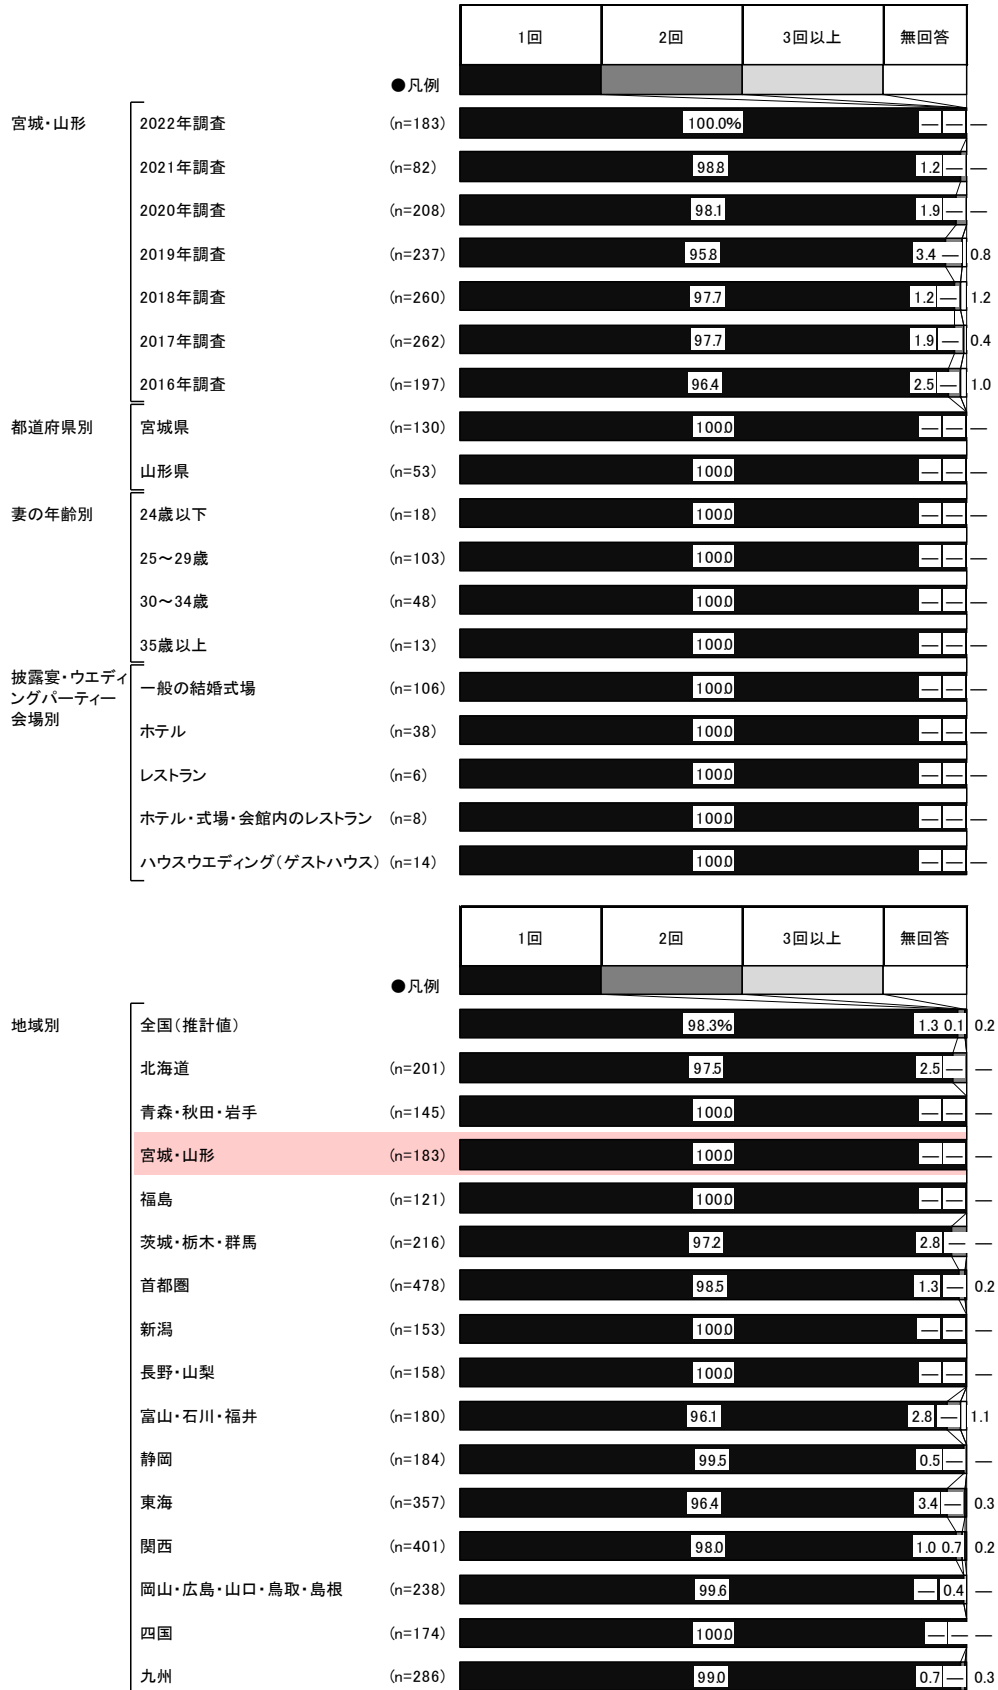 1回 2回 3回以上 無回答
●凡例
宮城・山形 2022年調査 (n=183) 100.0% — — —
2021年調査 (n=82) 98.8 1.2 — —
2020年調査 (n=208) 98.1 1.9 — —
2019年調査 (n=237) 95.8 3.4 — 0.8
2018年調査 (n=260) 97.7 1.2 — 1.2
2017年調査 (n=262) 97.7 1.9 — 0.4
2016年調査 (n=197) 96.4 2.5 — 1.0
都道府県別 宮城県 (n=130) 100.0 — — —
山形県 (n=53) 100.0 — — —
妻の年齢別 24歳以下 (n=18) 100.0 — — —
25～29歳 (n=103) 100.0 — — —
30～34歳 (n=48) 100.0 — — —
35歳以上 (n=13) 100.0 — — —
披露宴・ウエディ
ングパーティー
会場別
一般の結婚式場 (n=106) 100.0 — — —
ホテル (n=38) 100.0 — — —
レストラン (n=6) 100.0 — — —
ホテル・式場・会館内のレストラン (n=8) 100.0 — — —
ハウスウエディング(ゲストハウス) (n=14) 100.0 — — —
1回 2回 3回以上 無回答
●凡例
地域別 全国(推計値) 98.3% 1.3 0.1 0.2
北海道 (n=201) 97.5 2.5 — —
青森・秋田・岩手 (n=145) 100.0 — — —
宮城・山形 (n=183) 100.0 — — —
福島 (n=121) 100.0 — — —
茨城・栃木・群馬 (n=216) 97.2 2.8 — —
首都圏 (n=478) 98.5 1.3 — 0.2
新潟 (n=153) 100.0 — — —
長野・山梨 (n=158) 100.0 — — —
富山・石川・福井 (n=180) 96.1 2.8 — 1.1
静岡 (n=184) 99.5 0.5 — —
東海 (n=357) 96.4 3.4 — 0.3
関西 (n=401) 98.0 1.0 0.7 0.2
岡山・広島・山口・鳥取・島根 (n=238) 99.6 — 0.4 —
四国 (n=174) 100.0 — — —
九州 (n=286) 99.0 0.7 — 0.3